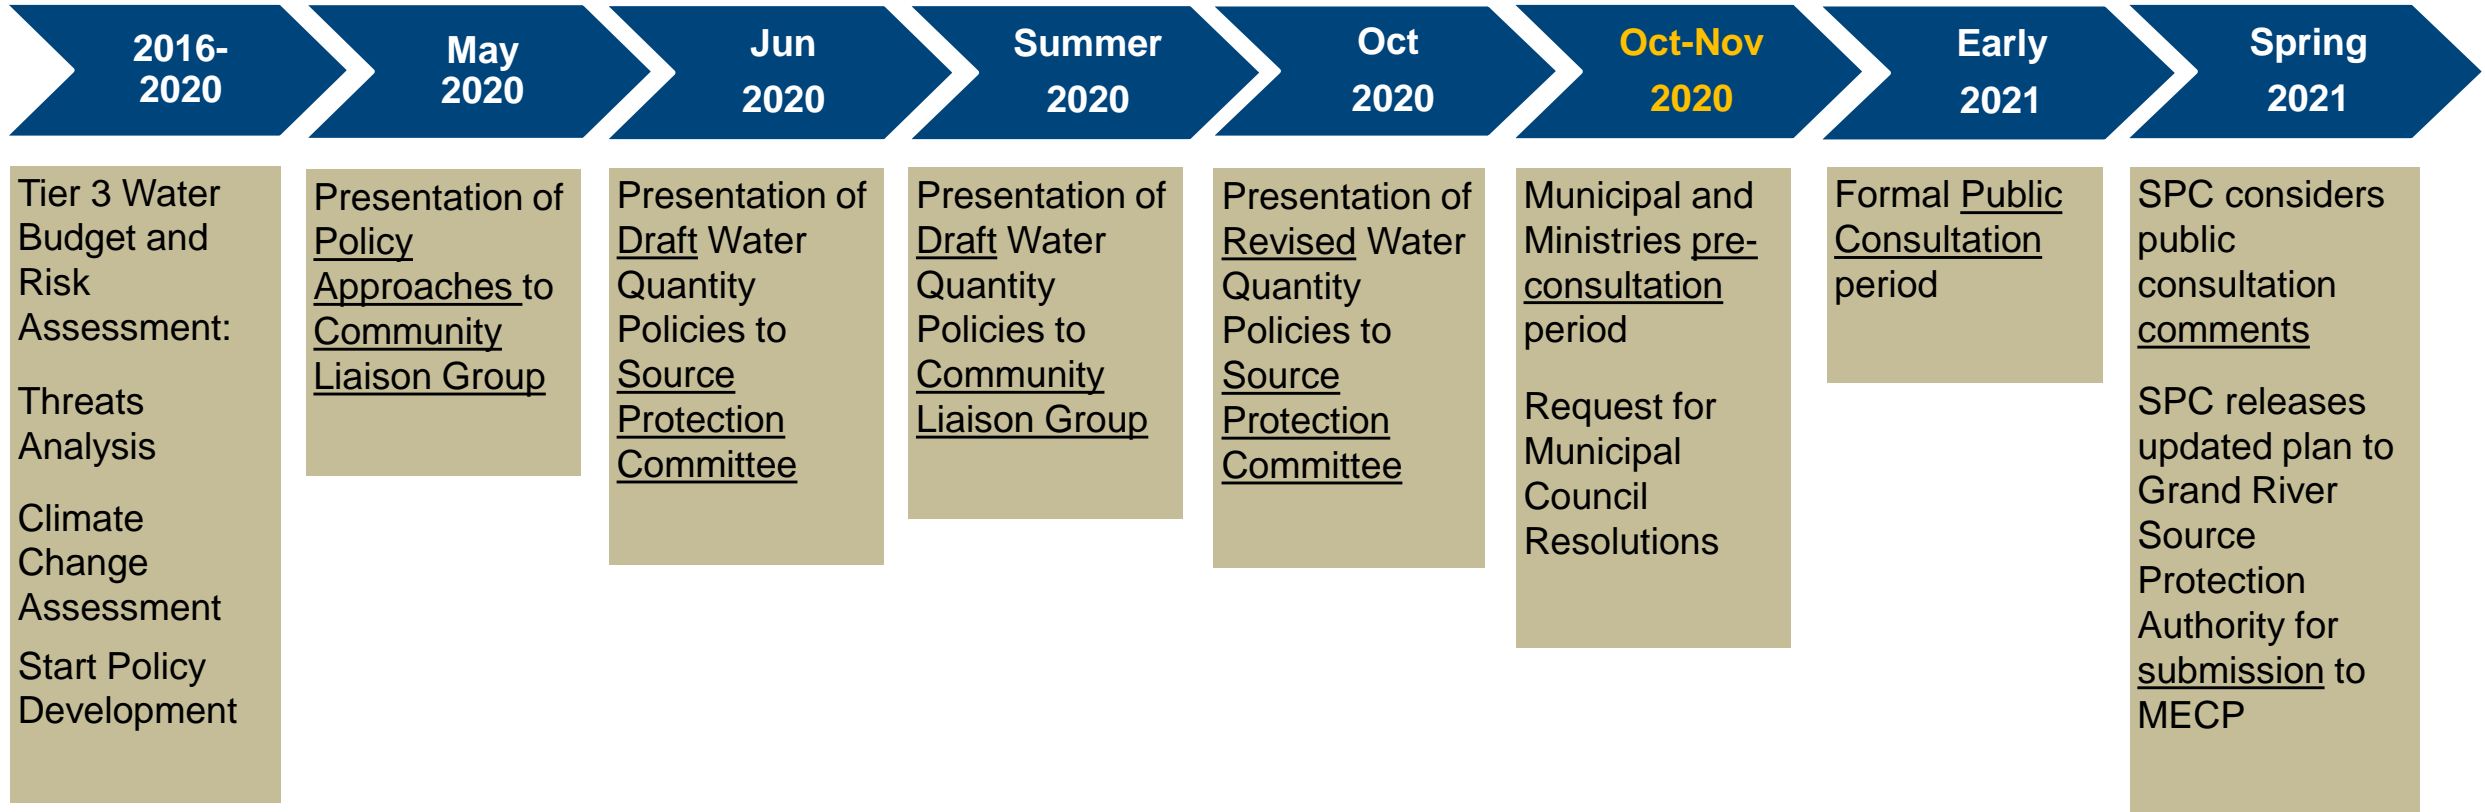 2016-
2020
May
2020
Jun
2020
Summer
2020
Oct
2020
Oct-Nov
2020
Early
2021
Spring
2021
Tier 3 Water
Budget and
Risk
Assessment:
Threats
Analysis
Climate
Change
Assessment
Start Policy
Development
Presentation of
Policy
Approaches to
Community
Liaison Group
Presentation of
Draft Water
Quantity
Policies to
Source
Protection
Committee
Presentation of
Draft Water
Quantity
Policies to
Community
Liaison Group
Presentation of
Revised Water
Quantity
Policies to
Source
Protection
Committee
Municipal and
Ministries pre-
consultation
period
Request for
Municipal
Council
Resolutions
Formal Public
Consultation
period
SPC considers
public
consultation
comments
SPC releases
updated plan to
Grand River
Source
Protection
Authority for
submission to
MECP